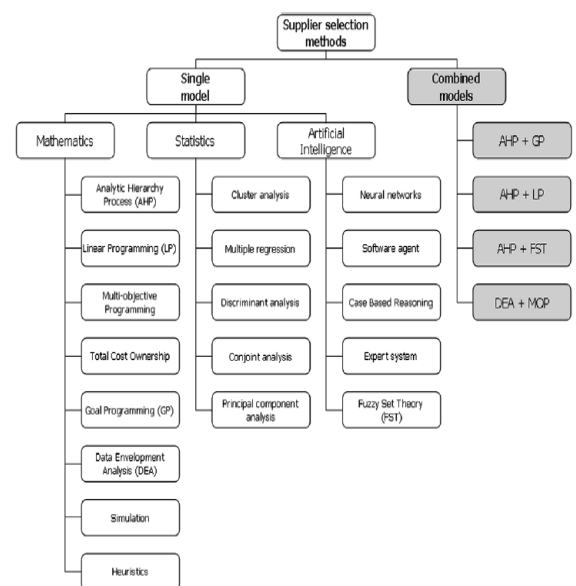 Supplier selection
methods
Single
model
Combined
models
Mathematics
Statistics
Artificial
Intelligence
AHP + GP
Analytic Hierarchy
Process (AHP)
Cluster analysis
Neural networks
AHP + LP
Linear Programming (LP)
Multiple regression
Software agent
AHP + FST
Multi-objective
Programming
Discriminant analysis
Case Based Reasoning
DEA + MOP
Total Cost Ownership
Conjoint analysis
Expert system
Goal Programming (GP)
Principal component
analysis
Fuzzy Set Theory
(FST)
Data Envelopment
Analysis (DEA)
Simulation
Heuristics